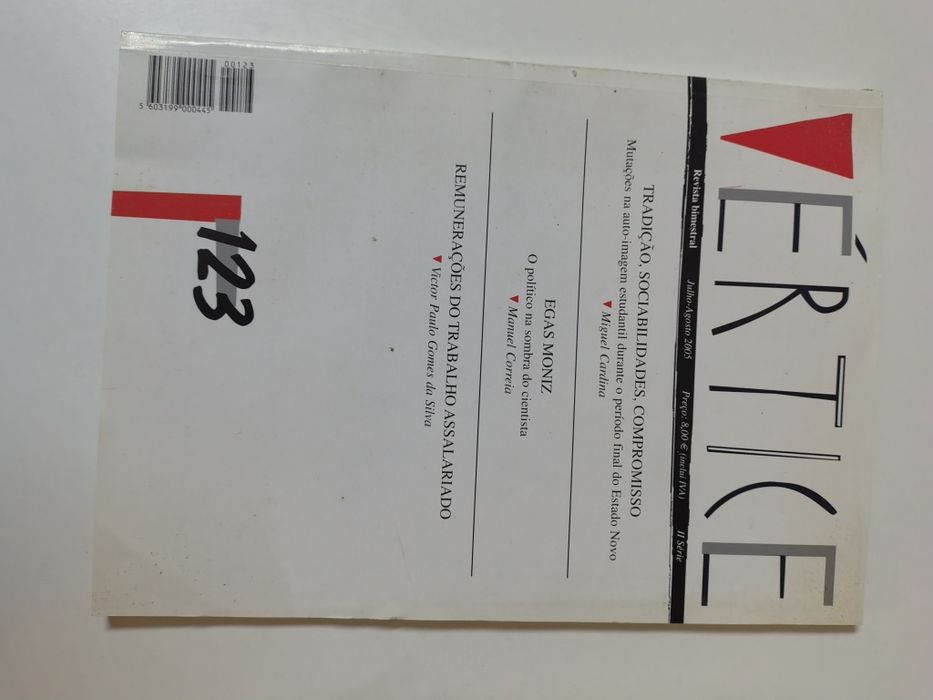 VÉRTICE
Revista bimestral Julho-Agosto 2005 Preço: 8,00 € (inclui IVA) II Série
TRADIÇÃO, SOCIABILIDADES, COMPROMISSO
Mutações na auto-imagem estudantil durante o período final do Estado Novo
▼ Miguel Cardina
EGAS MONIZ
O político na sombra do cientista
▼ Manuel Correia
REMUNERAÇÕES DO TRABALHO ASSALARIADO
▼ Victor Paulo Gomes da Silva
123
00123
5 603199 000445